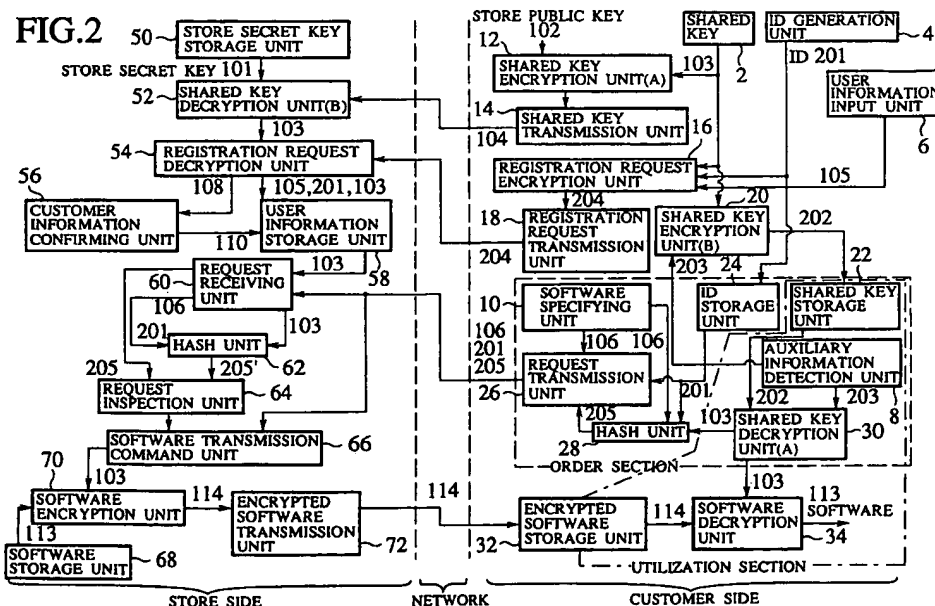 FIG.2
50
STORE SECRET KEY
STORAGE UNIT
STORE SECRET KEY 101
52
SHARED KEY
DECRYPTION UNIT(B)
103
54
REGISTRATION REQUEST
DECRYPTION UNIT
108
105,201,103
56
CUSTOMER
INFORMATION
CONFIRMING UNIT
110
USER
INFORMATION
STORAGE UNIT
58
103
60
REQUEST
RECEIVING
UNIT
106
201
103
HASH UNIT
62
205
205'
REQUEST
INSPECTION UNIT
64
SOFTWARE TRANSMISSION
COMMAND UNIT
66
70
103
SOFTWARE
ENCRYPTION UNIT
114
ENCRYPTED
SOFTWARE
TRANSMISSION
UNIT
72
113
SOFTWARE
STORAGE UNIT
68
STORE SIDE
114
NETWORK
STORE PUBLIC KEY
102
12
SHARED KEY
ENCRYPTION UNIT(A)
103
SHARED
KEY
2
ID GENERATION
UNIT
4
ID 201
USER
INFORMATION
INPUT UNIT
6
14
SHARED KEY
TRANSMISSION UNIT
104
16
REGISTRATION REQUEST
ENCRYPTION UNIT
105
204
20
18
REGISTRATION
REQUEST
TRANSMISSION
UNIT
204
SHARED KEY
ENCRYPTION
UNIT(B)
202
203
24
22
10
SOFTWARE
SPECIFYING
UNIT
ID
STORAGE
UNIT
SHARED KEY
STORAGE
UNIT
106
201
205
106
106
REQUEST
TRANSMISSION
UNIT
26
201
AUXILIARY
INFORMATION
DETECTION UNIT
8
202
203
205
HASH UNIT
28
103
SHARED KEY
DECRYPTION
UNIT(A)
30
ORDER SECTION
103
ENCRYPTED
SOFTWARE
STORAGE
UNIT
32
114
SOFTWARE
DECRYPTION
UNIT
34
113
SOFTWARE
UTILIZATION SECTION
CUSTOMER SIDE